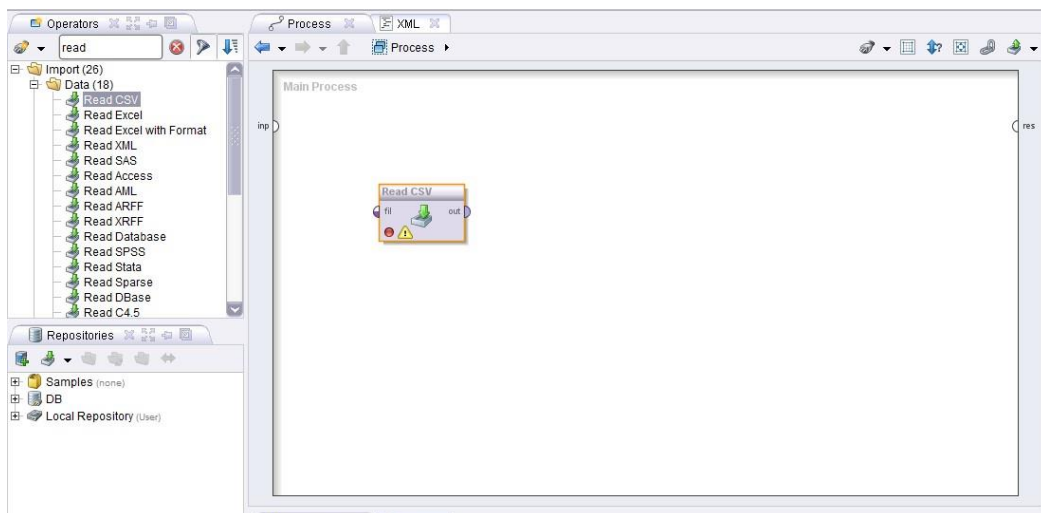 Operators
read
Import (26)
Data (18)
Read CSV
Read Excel
Read Excel with Format
Read XML
Read SAS
Read Access
Read AML
Read ARFF
Read XRFF
Read Database
Read SPSS
Read Stata
Read Sparse
Read DBase
Read C4.5
Repositories
Samples (none)
DB
Local Repository (User)
Process XML
Process
Main Process
inp
res
Read CSV
fil out